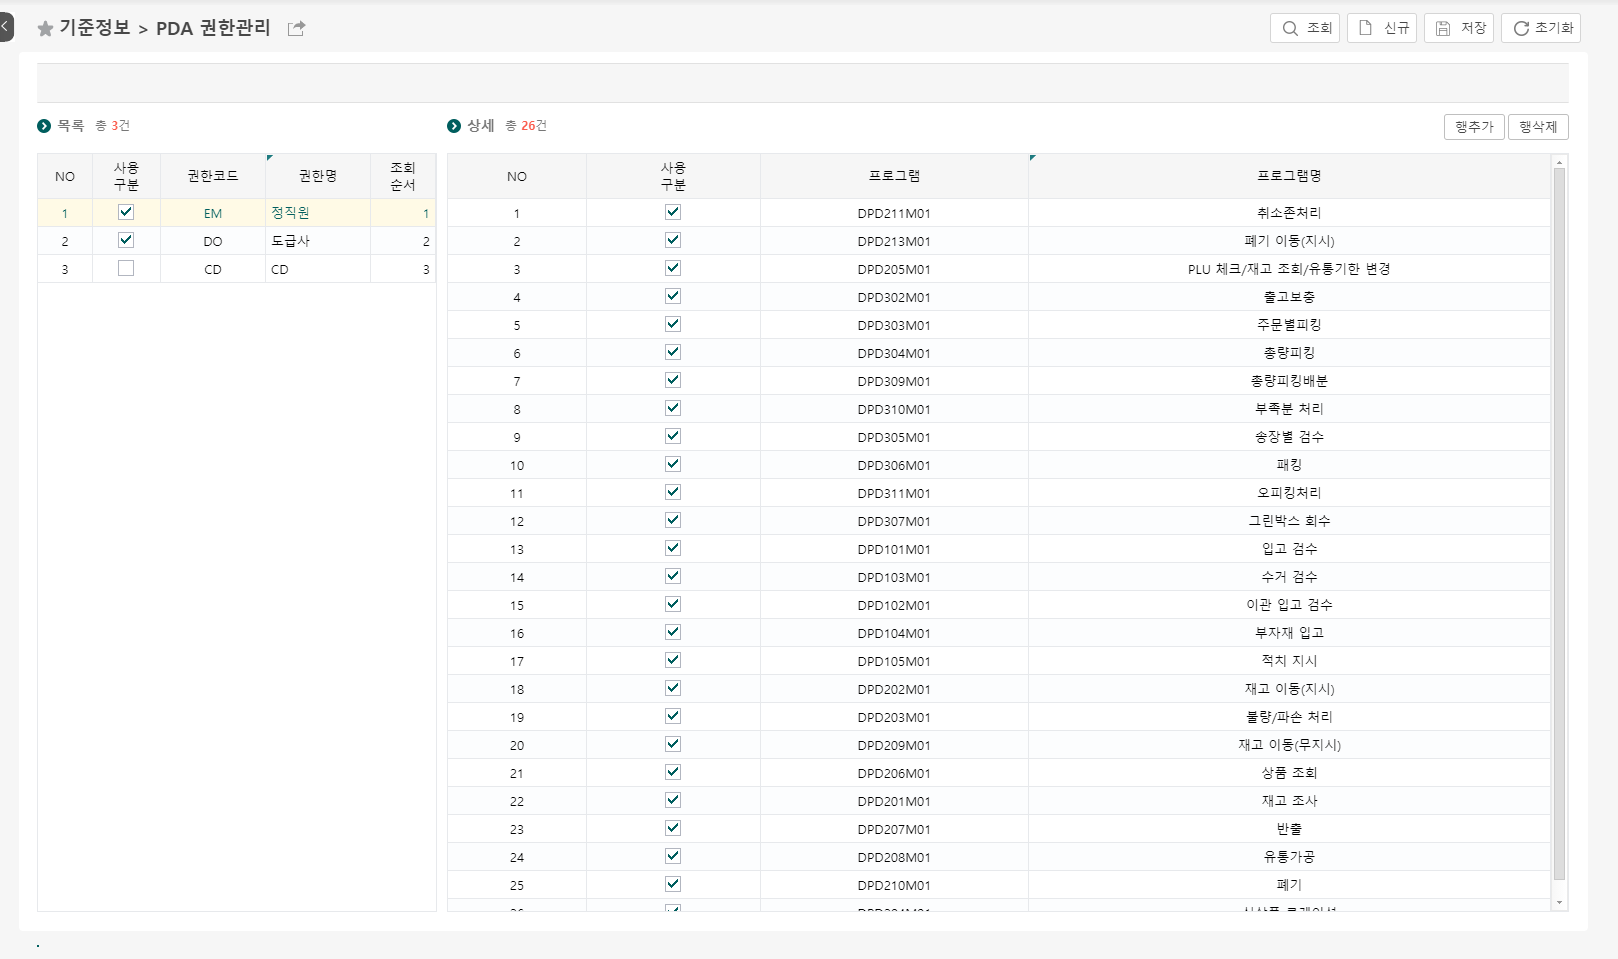 기준정보 > PDA 권한관리
조회 신규 저장 초기화
목록 총 3건
상세 총 26건
행추가 행삭제
NO 사용구분 권한코드 권한명 조회순서
1 EM 정직원 1
2 DO 도급사 2
3 CD CD 3
NO 사용구분 프로그램 프로그램명
1 DPD211M01 취소존처리
2 DPD213M01 폐기 이동(지시)
3 DPD205M01 PLU 체크/재고 조회/유통기한 변경
4 DPD302M01 출고보충
5 DPD303M01 주문별피킹
6 DPD304M01 총량피킹
7 DPD309M01 총량피킹배분
8 DPD310M01 부족분 처리
9 DPD305M01 송장별 검수
10 DPD306M01 패킹
11 DPD311M01 오피킹처리
12 DPD307M01 그린박스 회수
13 DPD101M01 입고 검수
14 DPD103M01 수거 검수
15 DPD102M01 이관 입고 검수
16 DPD104M01 부자재 입고
17 DPD105M01 적치 지시
18 DPD202M01 재고 이동(지시)
19 DPD203M01 불량/파손 처리
20 DPD209M01 재고 이동(무지시)
21 DPD206M01 상품 조회
22 DPD201M01 재고 조사
23 DPD207M01 반출
24 DPD208M01 유통가공
25 DPD210M01 폐기